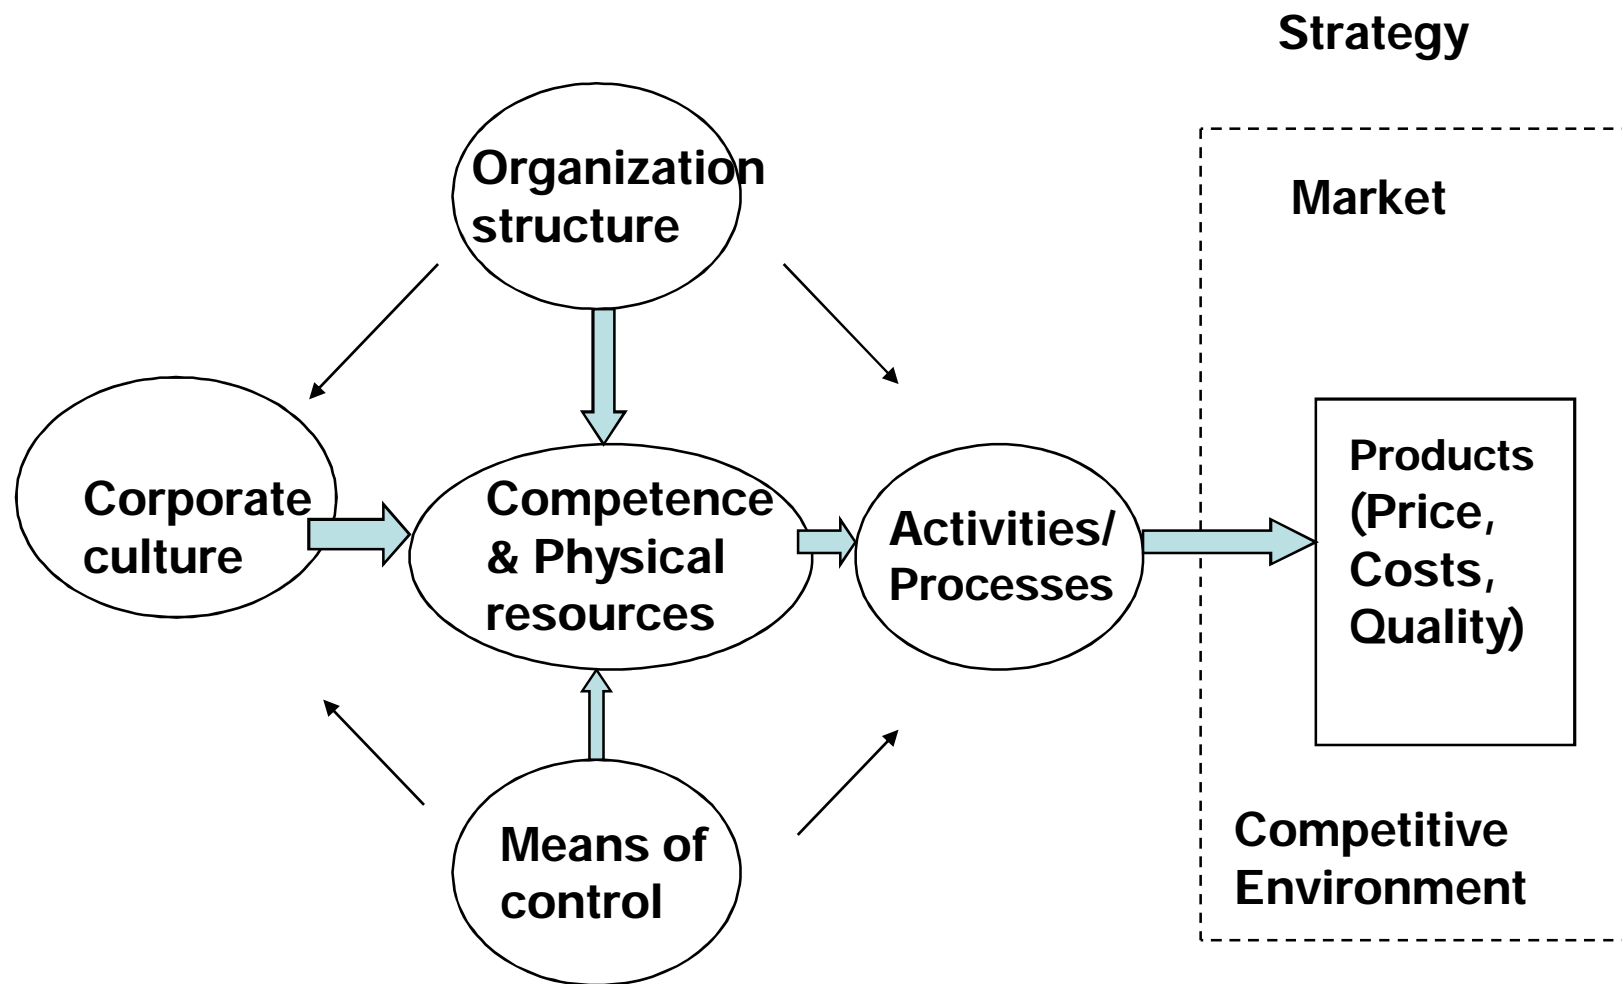 Strategy
Organization
structure
Market
Corporate
culture
Competence
& Physical
resources
Activities/
Processes
Products
(Price,
Costs,
Quality)
Means of
control
Competitive
Environment